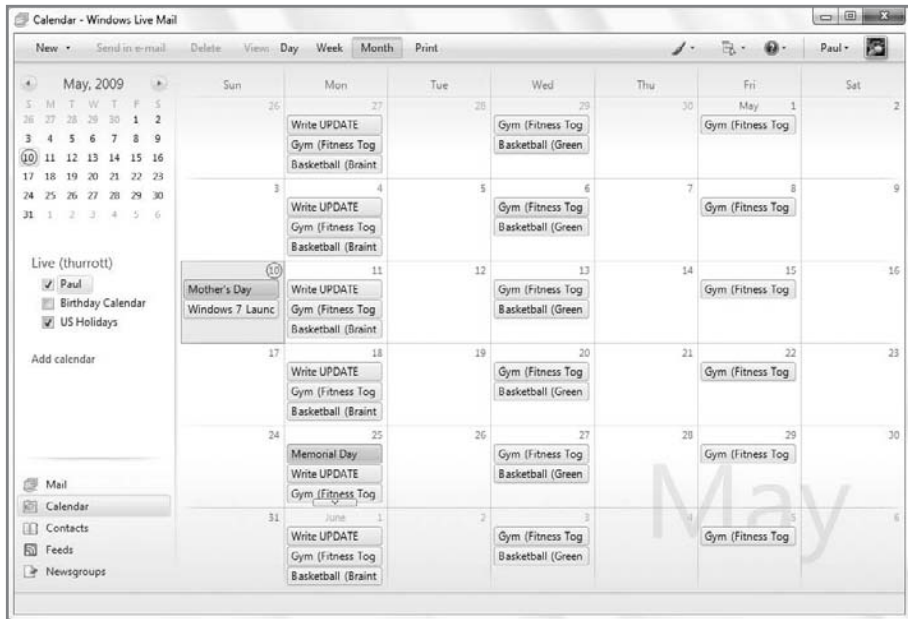 Calendar - Windows Live Mail
New Send in e-mail Delete View: Day Week Month Print Paul
May, 2009
S M T W T F S
26 27 28 29 30 1 2
3 4 5 6 7 8 9
10 11 12 13 14 15 16
17 18 19 20 21 22 23
24 25 26 27 28 29 30
31 1 2 3 4 5 6
Live (thurrott)
Paul
Birthday Calendar
US Holidays
Add calendar
Mail
Calendar
Contacts
Feeds
Newsgroups
Sun Mon Tue Wed Thu Fri Sat
26 27 28 29 30 May 1 2
Write UPDATE Gym (Fitness Tog Gym (Fitness Tog
Gym (Fitness Tog Basketball (Green
Basketball (Braint
3 4 5 6 7 8 9
Write UPDATE Gym (Fitness Tog Gym (Fitness Tog
Gym (Fitness Tog Basketball (Green
Basketball (Braint
10 11 12 13 14 15 16
Mother's Day Write UPDATE Gym (Fitness Tog Gym (Fitness Tog
Windows 7 Launc Gym (Fitness Tog Basketball (Green
Basketball (Braint
17 18 19 20 21 22 23
Write UPDATE Gym (Fitness Tog Gym (Fitness Tog
Gym (Fitness Tog Basketball (Green
Basketball (Braint
24 25 26 27 28 29 30
Memorial Day Gym (Fitness Tog Gym (Fitness Tog
Write UPDATE Basketball (Green
Gym (Fitness Tog
May
31 June 1 2 3 4 5 6
Write UPDATE Gym (Fitness Tog Gym (Fitness Tog
Gym (Fitness Tog Basketball (Green
Basketball (Braint